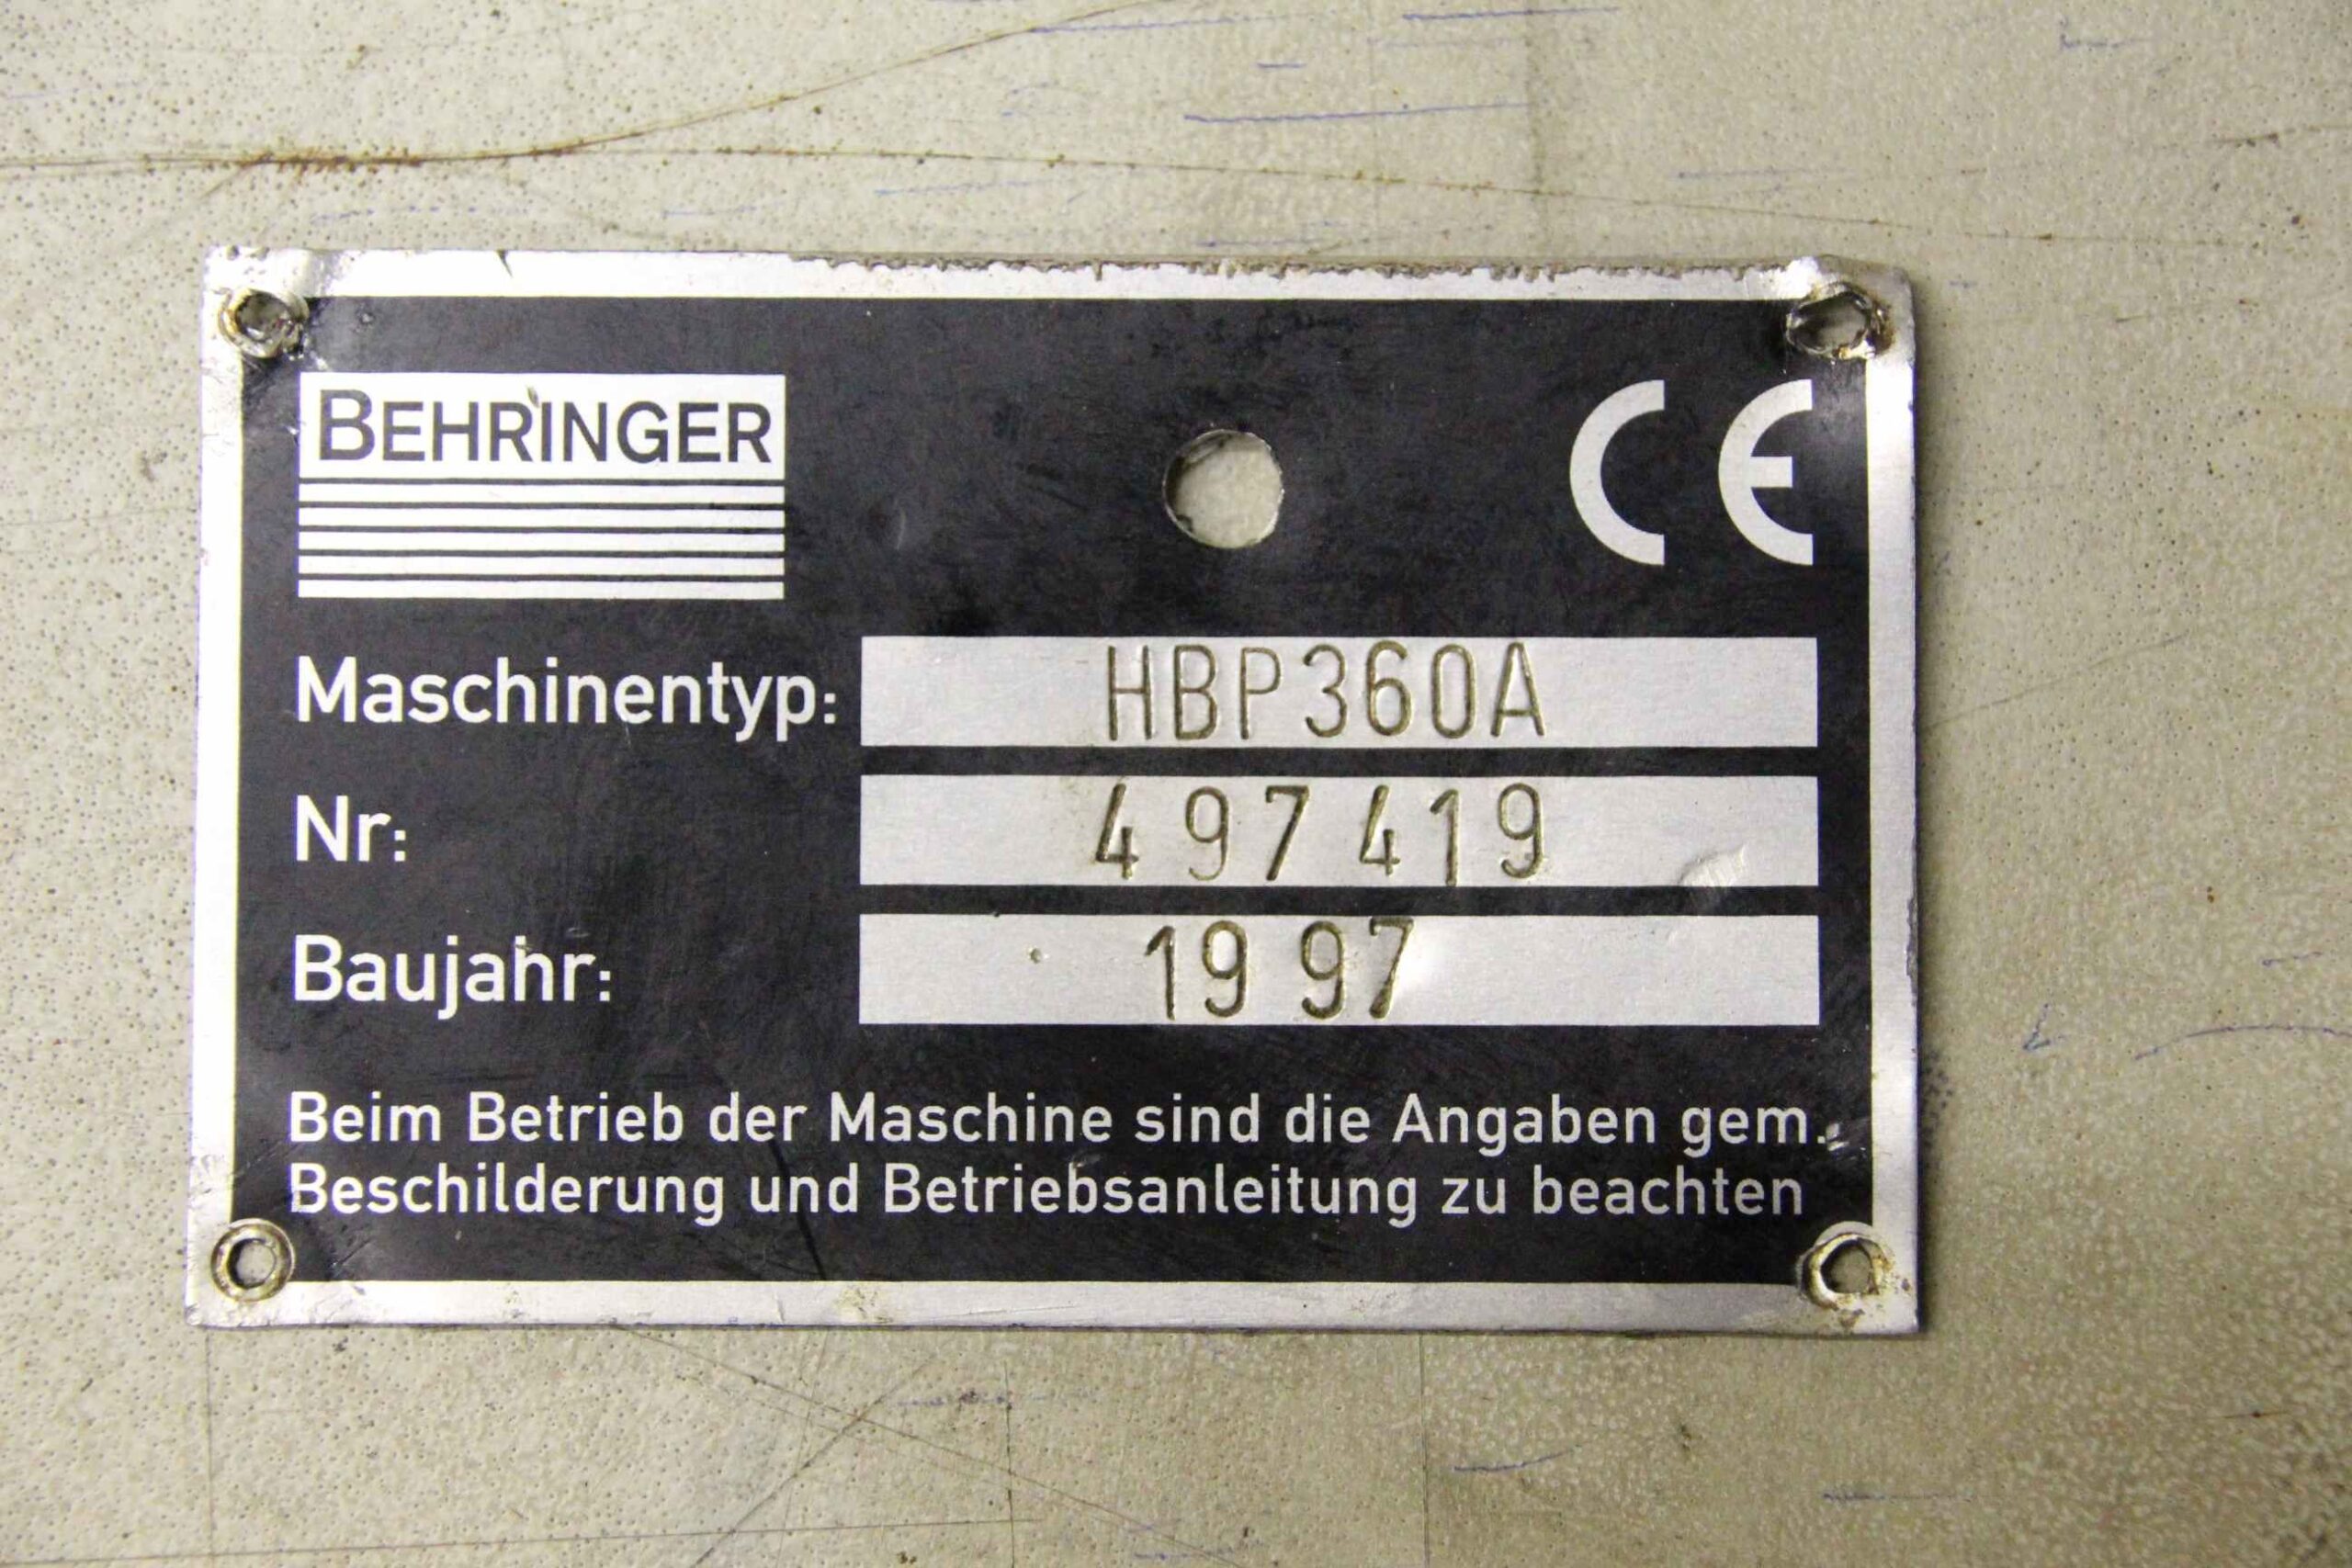 BEHRINGER
CE
Maschinentyp: HBP360A
Nr: 497419
Baujahr: 1997
Beim Betrieb der Maschine sind die Angaben gem.
Beschilderung und Betriebsanleitung zu beachten